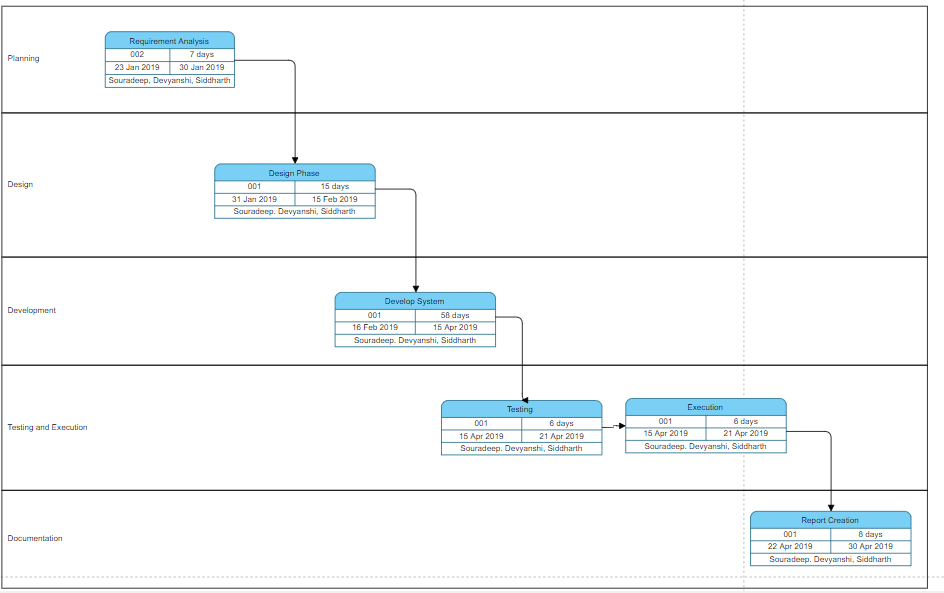 Planning
Requirement Analysis
002 7 days
23 Jan 2019 30 Jan 2019
Souradeep, Devyanshi, Siddharth
Design
Design Phase
001 15 days
31 Jan 2019 15 Feb 2019
Souradeep. Devyanshi, Siddharth
Development
Develop System
001 58 days
16 Feb 2019 15 Apr 2019
Souradeep. Devyanshi, Siddharth
Testing and Execution
Testing
001 6 days
15 Apr 2019 21 Apr 2019
Souradeep. Devyanshi, Siddharth
Execution
001 6 days
15 Apr 2019 21 Apr 2019
Souradeep. Devyanshi, Siddharth
Documentation
Report Creation
001 8 days
22 Apr 2019 30 Apr 2019
Souradeep. Devyanshi, Siddharth